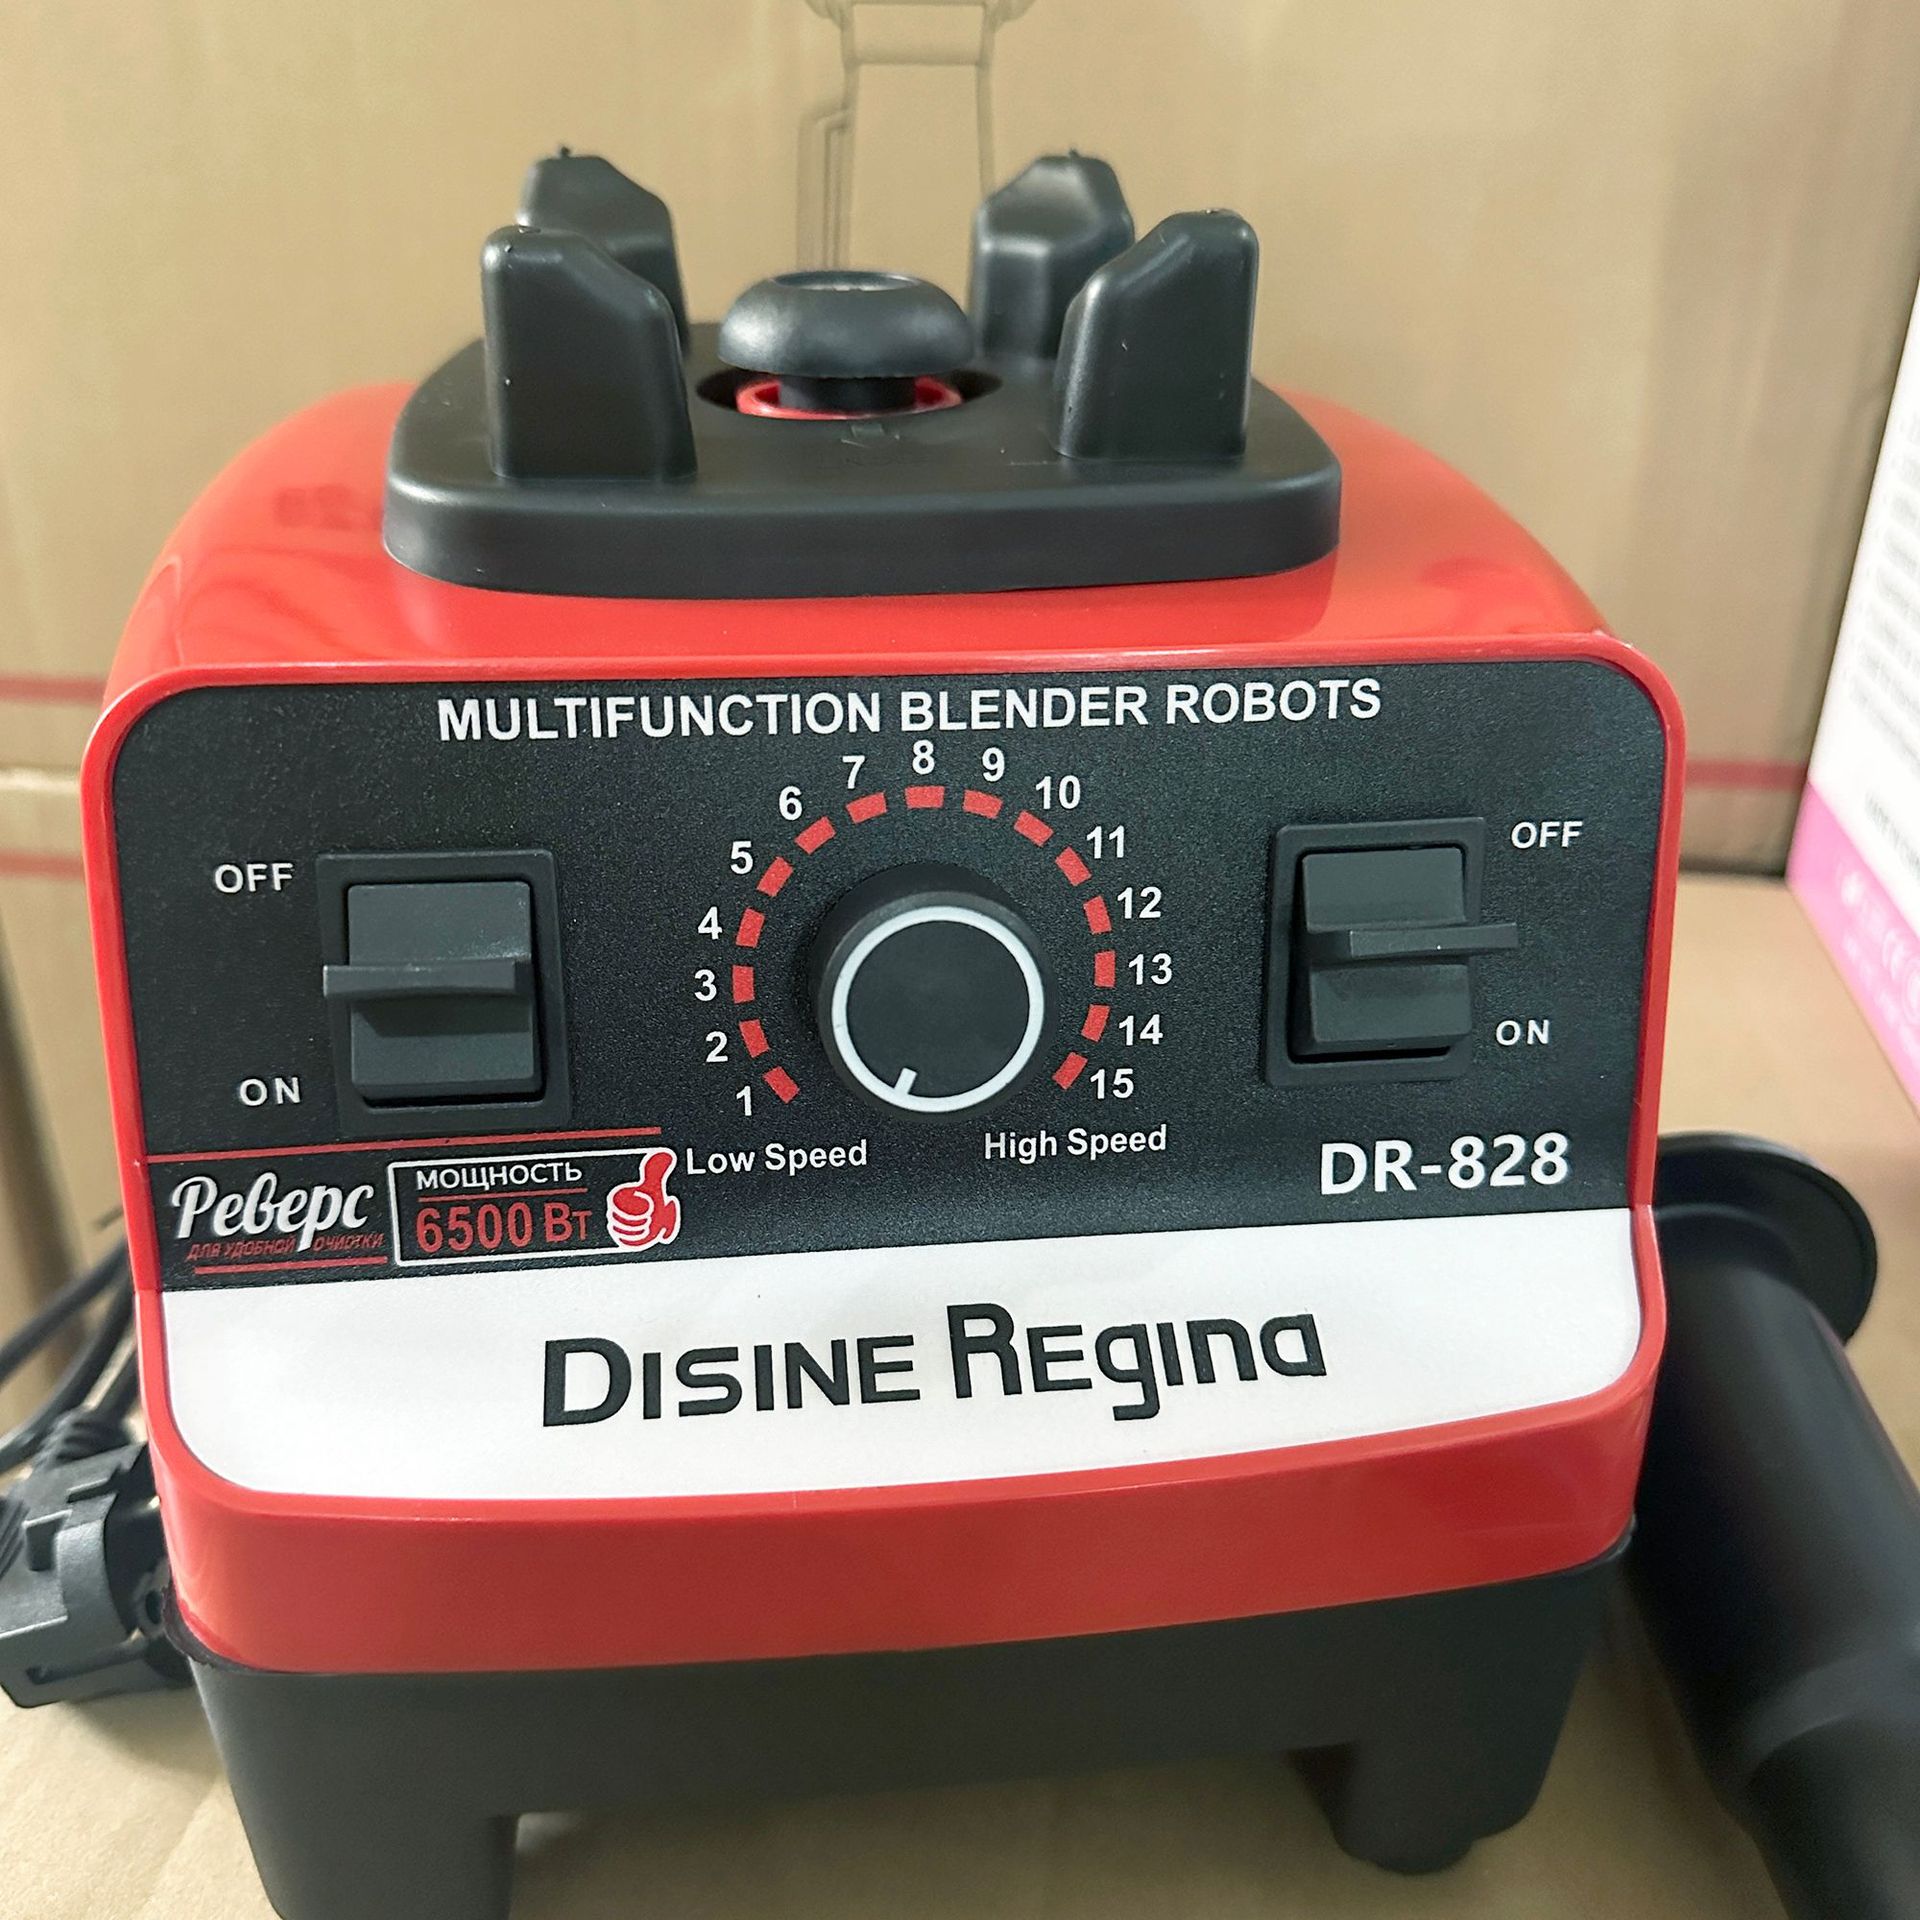 MULTIFUNCTION BLENDER ROBOTS
1 2 3 4 5 6 7 8 9 10 11 12 13 14 15
OFF
ON
OFF
ON
Low Speed
High Speed
DR-828
Реверс
ДЛЯ УДОБНОЙ ОЧИСТКИ
МОЩНОСТЬ
6500 Вт
DISINE REgina